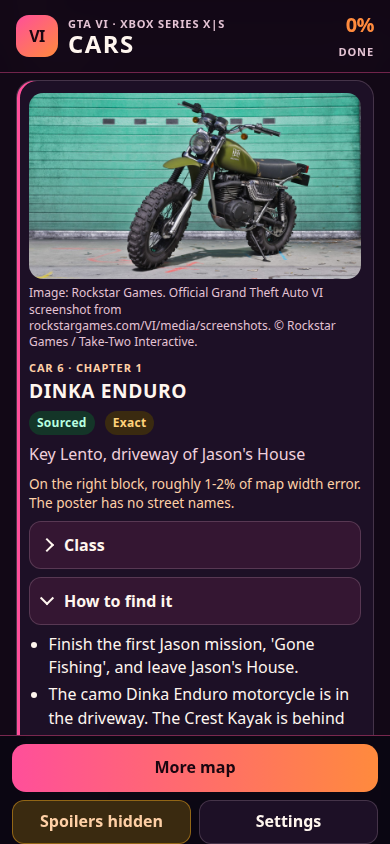 VI
GTA VI · XBOX SERIES X|S
CARS
0%
DONE
Image: Rockstar Games. Official Grand Theft Auto VI
screenshot from
rockstargames.com/VI/media/screenshots. © Rockstar
Games / Take-Two Interactive.
CAR 6 · CHAPTER 1
DINKA ENDURO
Sourced
Exact
Key Lento, driveway of Jason's House
On the right block, roughly 1-2% of map width error.
The poster has no street names.
Class
How to find it
• Finish the first Jason mission, 'Gone
Fishing', and leave Jason's House.
• The camo Dinka Enduro motorcycle is in
the driveway. The Crest Kayak is behind
More map
Spoilers hidden
Settings